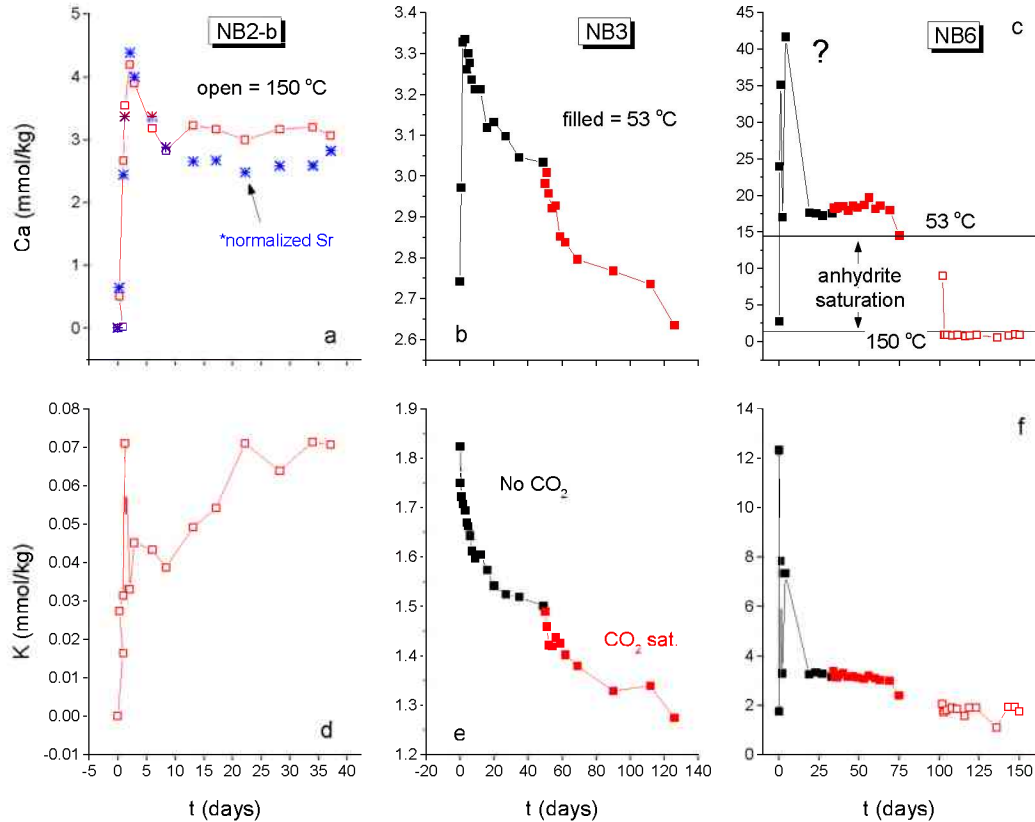 NB2-b
NB3
NB6
c
open = 150 °C
filled = 53 °C
?
*normalized Sr
53 °C
anhydrite
saturation
150 °C
a
b
Ca (mmol/kg)
5
4
3
2
1
0
3.4
3.3
3.2
3.1
3.0
2.9
2.8
2.7
2.6
45
40
35
30
25
20
15
10
5
0
No CO2
CO2 sat.
d
e
f
K (mmol/kg)
0.08
0.07
0.06
0.05
0.04
0.03
0.02
0.01
0.00
-0.01
1.9
1.8
1.7
1.6
1.5
1.4
1.3
1.2
14
12
10
8
6
4
2
0
-5 0 5 10 15 20 25 30 35 40
-20 0 20 40 60 80 100 120 140
0 25 50 75 100 125 150
t (days)
t (days)
t (days)